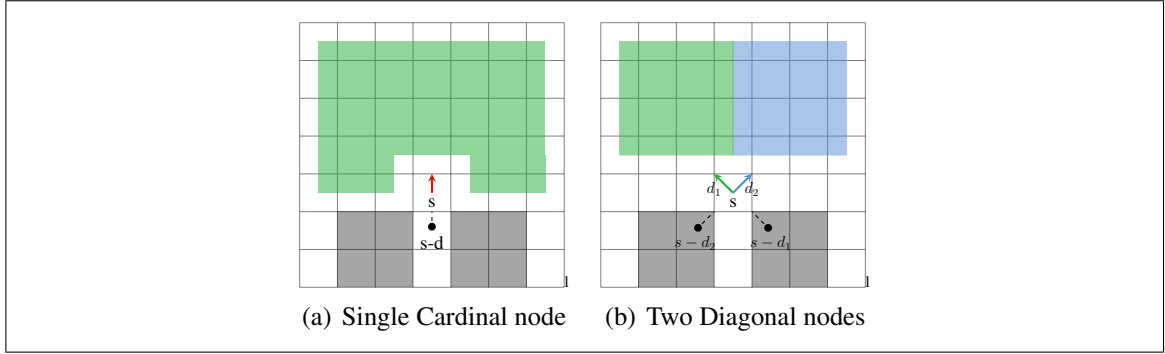 s
s-d
l
d₁ d₂
s
s − d₂ s − d₁
l
(a) Single Cardinal node (b) Two Diagonal nodes